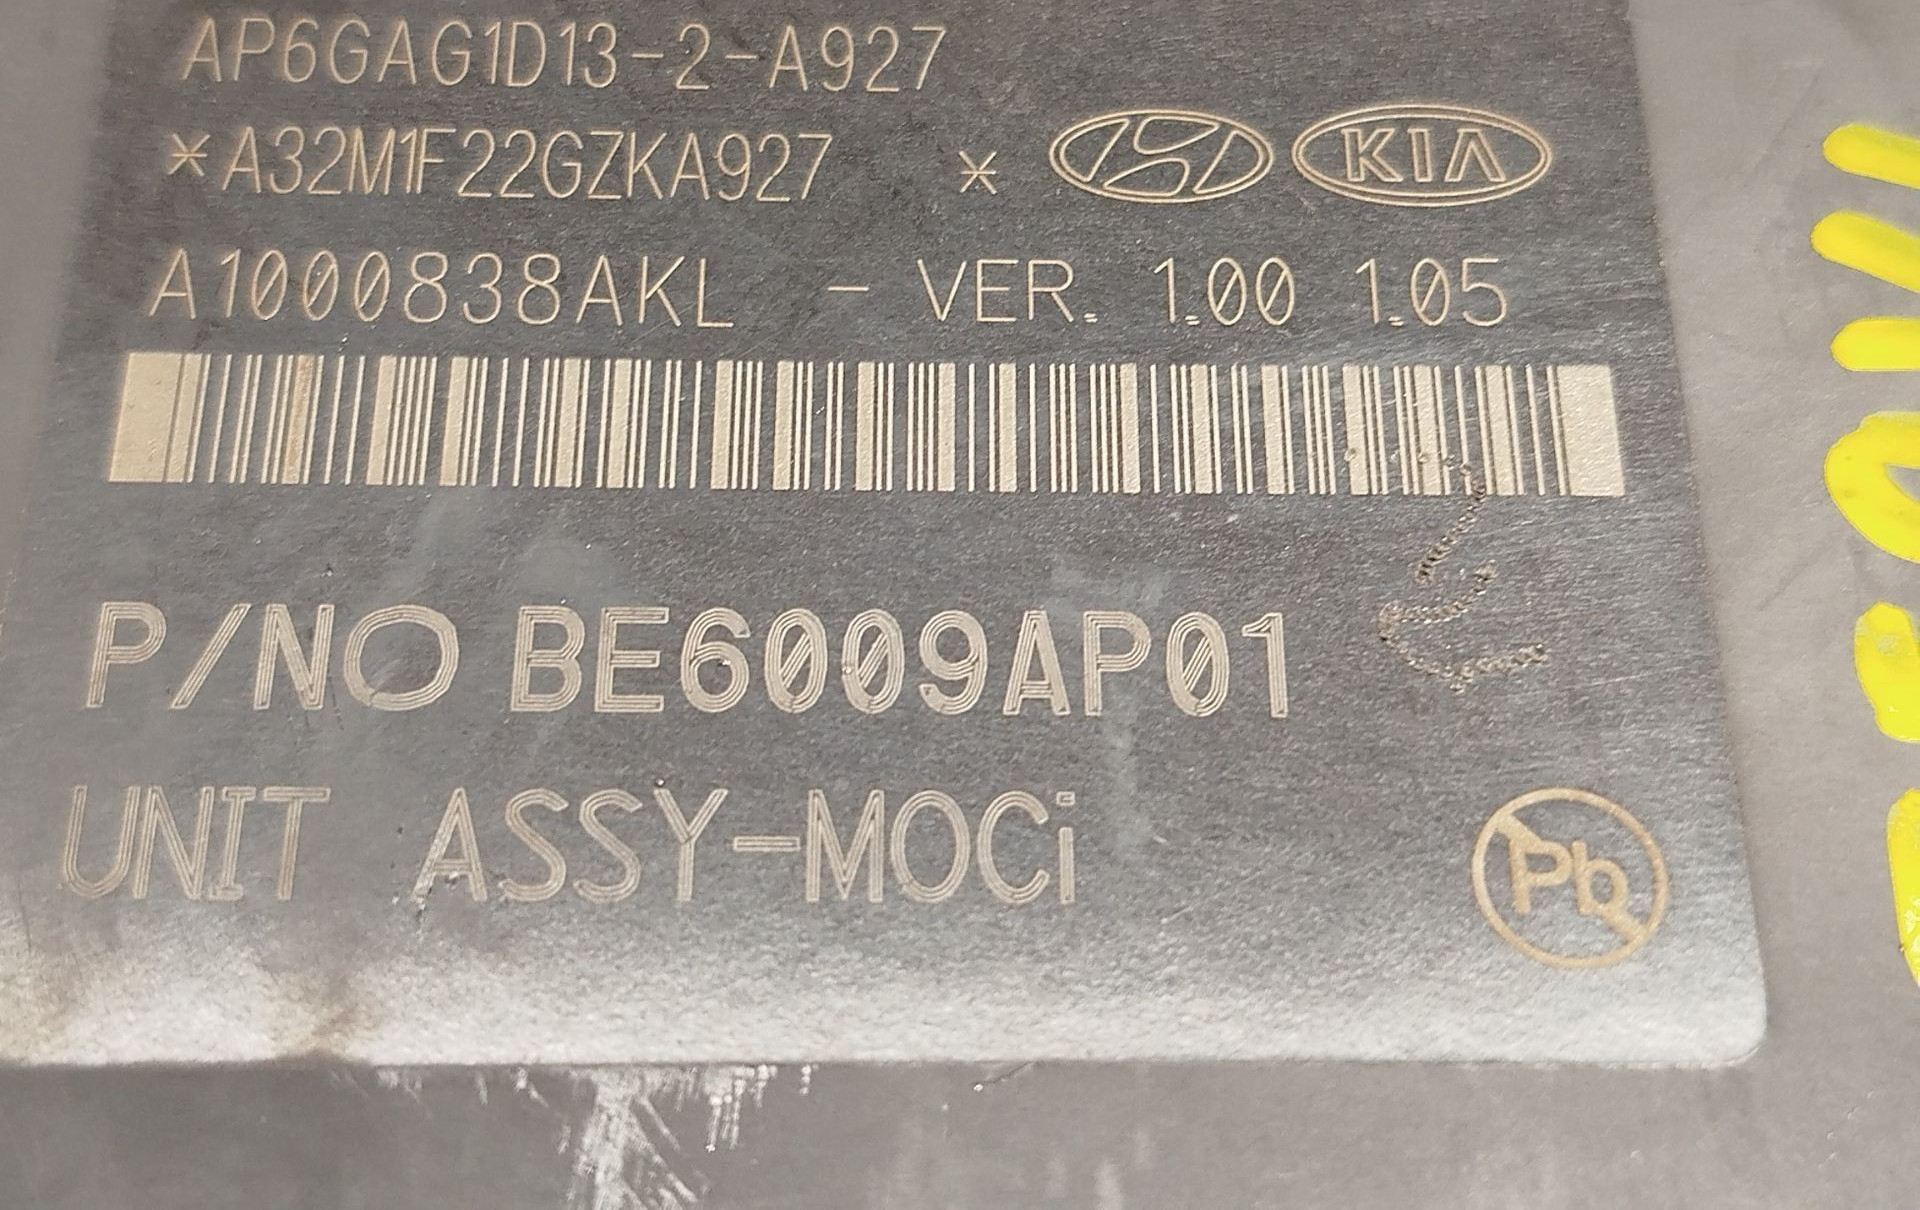 AP6GAG1D13-2-A927
*A32M1F22GZKA927 * KIA
A1000838AKL - VER. 1.00 1.05
P/NO BE6009AP01
UNIT ASSY-MOCi
Pb